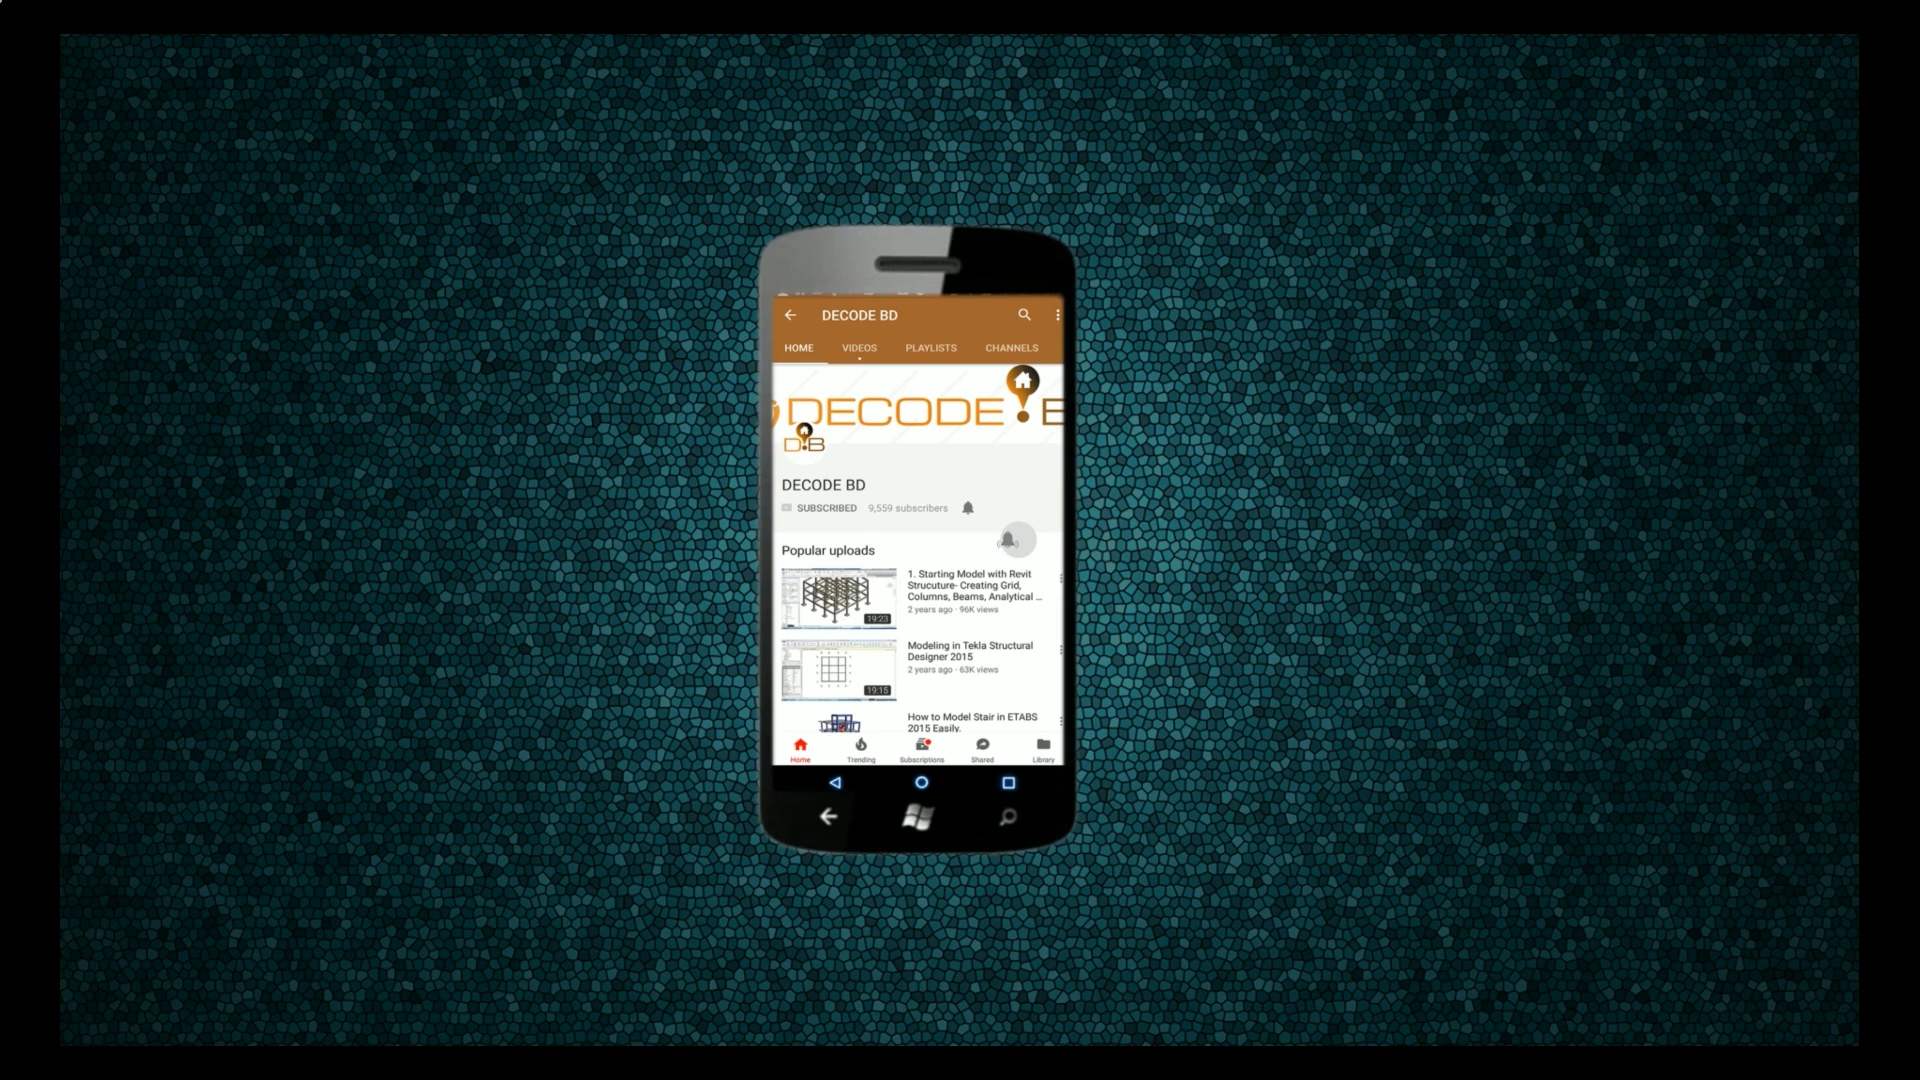 DECODE BD
HOME VIDEOS PLAYLISTS CHANNELS
DECODE B
D!B
DECODE BD
SUBSCRIBED 9,559 subscribers
Popular uploads
1. Starting Model with Revit
Strucuture- Creating Grid,
Columns, Beams, Analytical ...
2 years ago · 96K views
19:23
Modeling in Tekla Structural
Designer 2015
2 years ago · 63K views
19:15
How to Model Stair in ETABS
2015 Easily.
Home Trending Subscriptions Shared Library